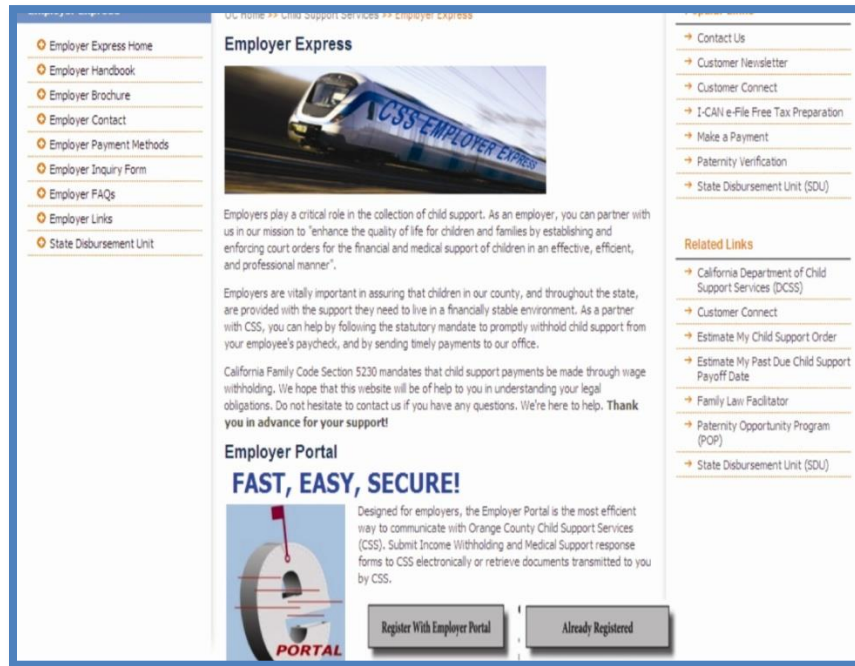 OC Home >> Child Support Services >> Employer Express
Employer Express Home
Employer Handbook
Employer Brochure
Employer Contact
Employer Payment Methods
Employer Inquiry Form
Employer FAQs
Employer Links
State Disbursement Unit
Employer Express
CSS EMPLOYER EXPRESS
Employers play a critical role in the collection of child support. As an employer, you can partner with
us in our mission to "enhance the quality of life for children and families by establishing and
enforcing court orders for the financial and medical support of children in an effective, efficient,
and professional manner".
Employers are vitally important in assuring that children in our county, and throughout the state,
are provided with the support they need to live in a financially stable environment. As a partner
with CSS, you can help by following the statutory mandate to promptly withhold child support from
your employee's paycheck, and by sending timely payments to our office.
California Family Code Section 5230 mandates that child support payments be made through wage
withholding. We hope that this website will be of help to you in understanding your legal
obligations. Do not hesitate to contact us if you have any questions. We're here to help. Thank
you in advance for your support!
Employer Portal
FAST, EASY, SECURE!
Designed for employers, the Employer Portal is the most efficient
way to communicate with Orange County Child Support Services
(CSS). Submit Income Withholding and Medical Support response
forms to CSS electronically or retrieve documents transmitted to you
by CSS.
e
PORTAL
Register With Employer Portal
Already Registered
Contact Us
Customer Newsletter
Customer Connect
I-CAN e-File Free Tax Preparation
Make a Payment
Paternity Verification
State Disbursement Unit (SDU)
Related Links
California Department of Child
Support Services (DCSS)
Customer Connect
Estimate My Child Support Order
Estimate My Past Due Child Support
Payoff Date
Family Law Facilitator
Paternity Opportunity Program
(POP)
State Disbursement Unit (SDU)